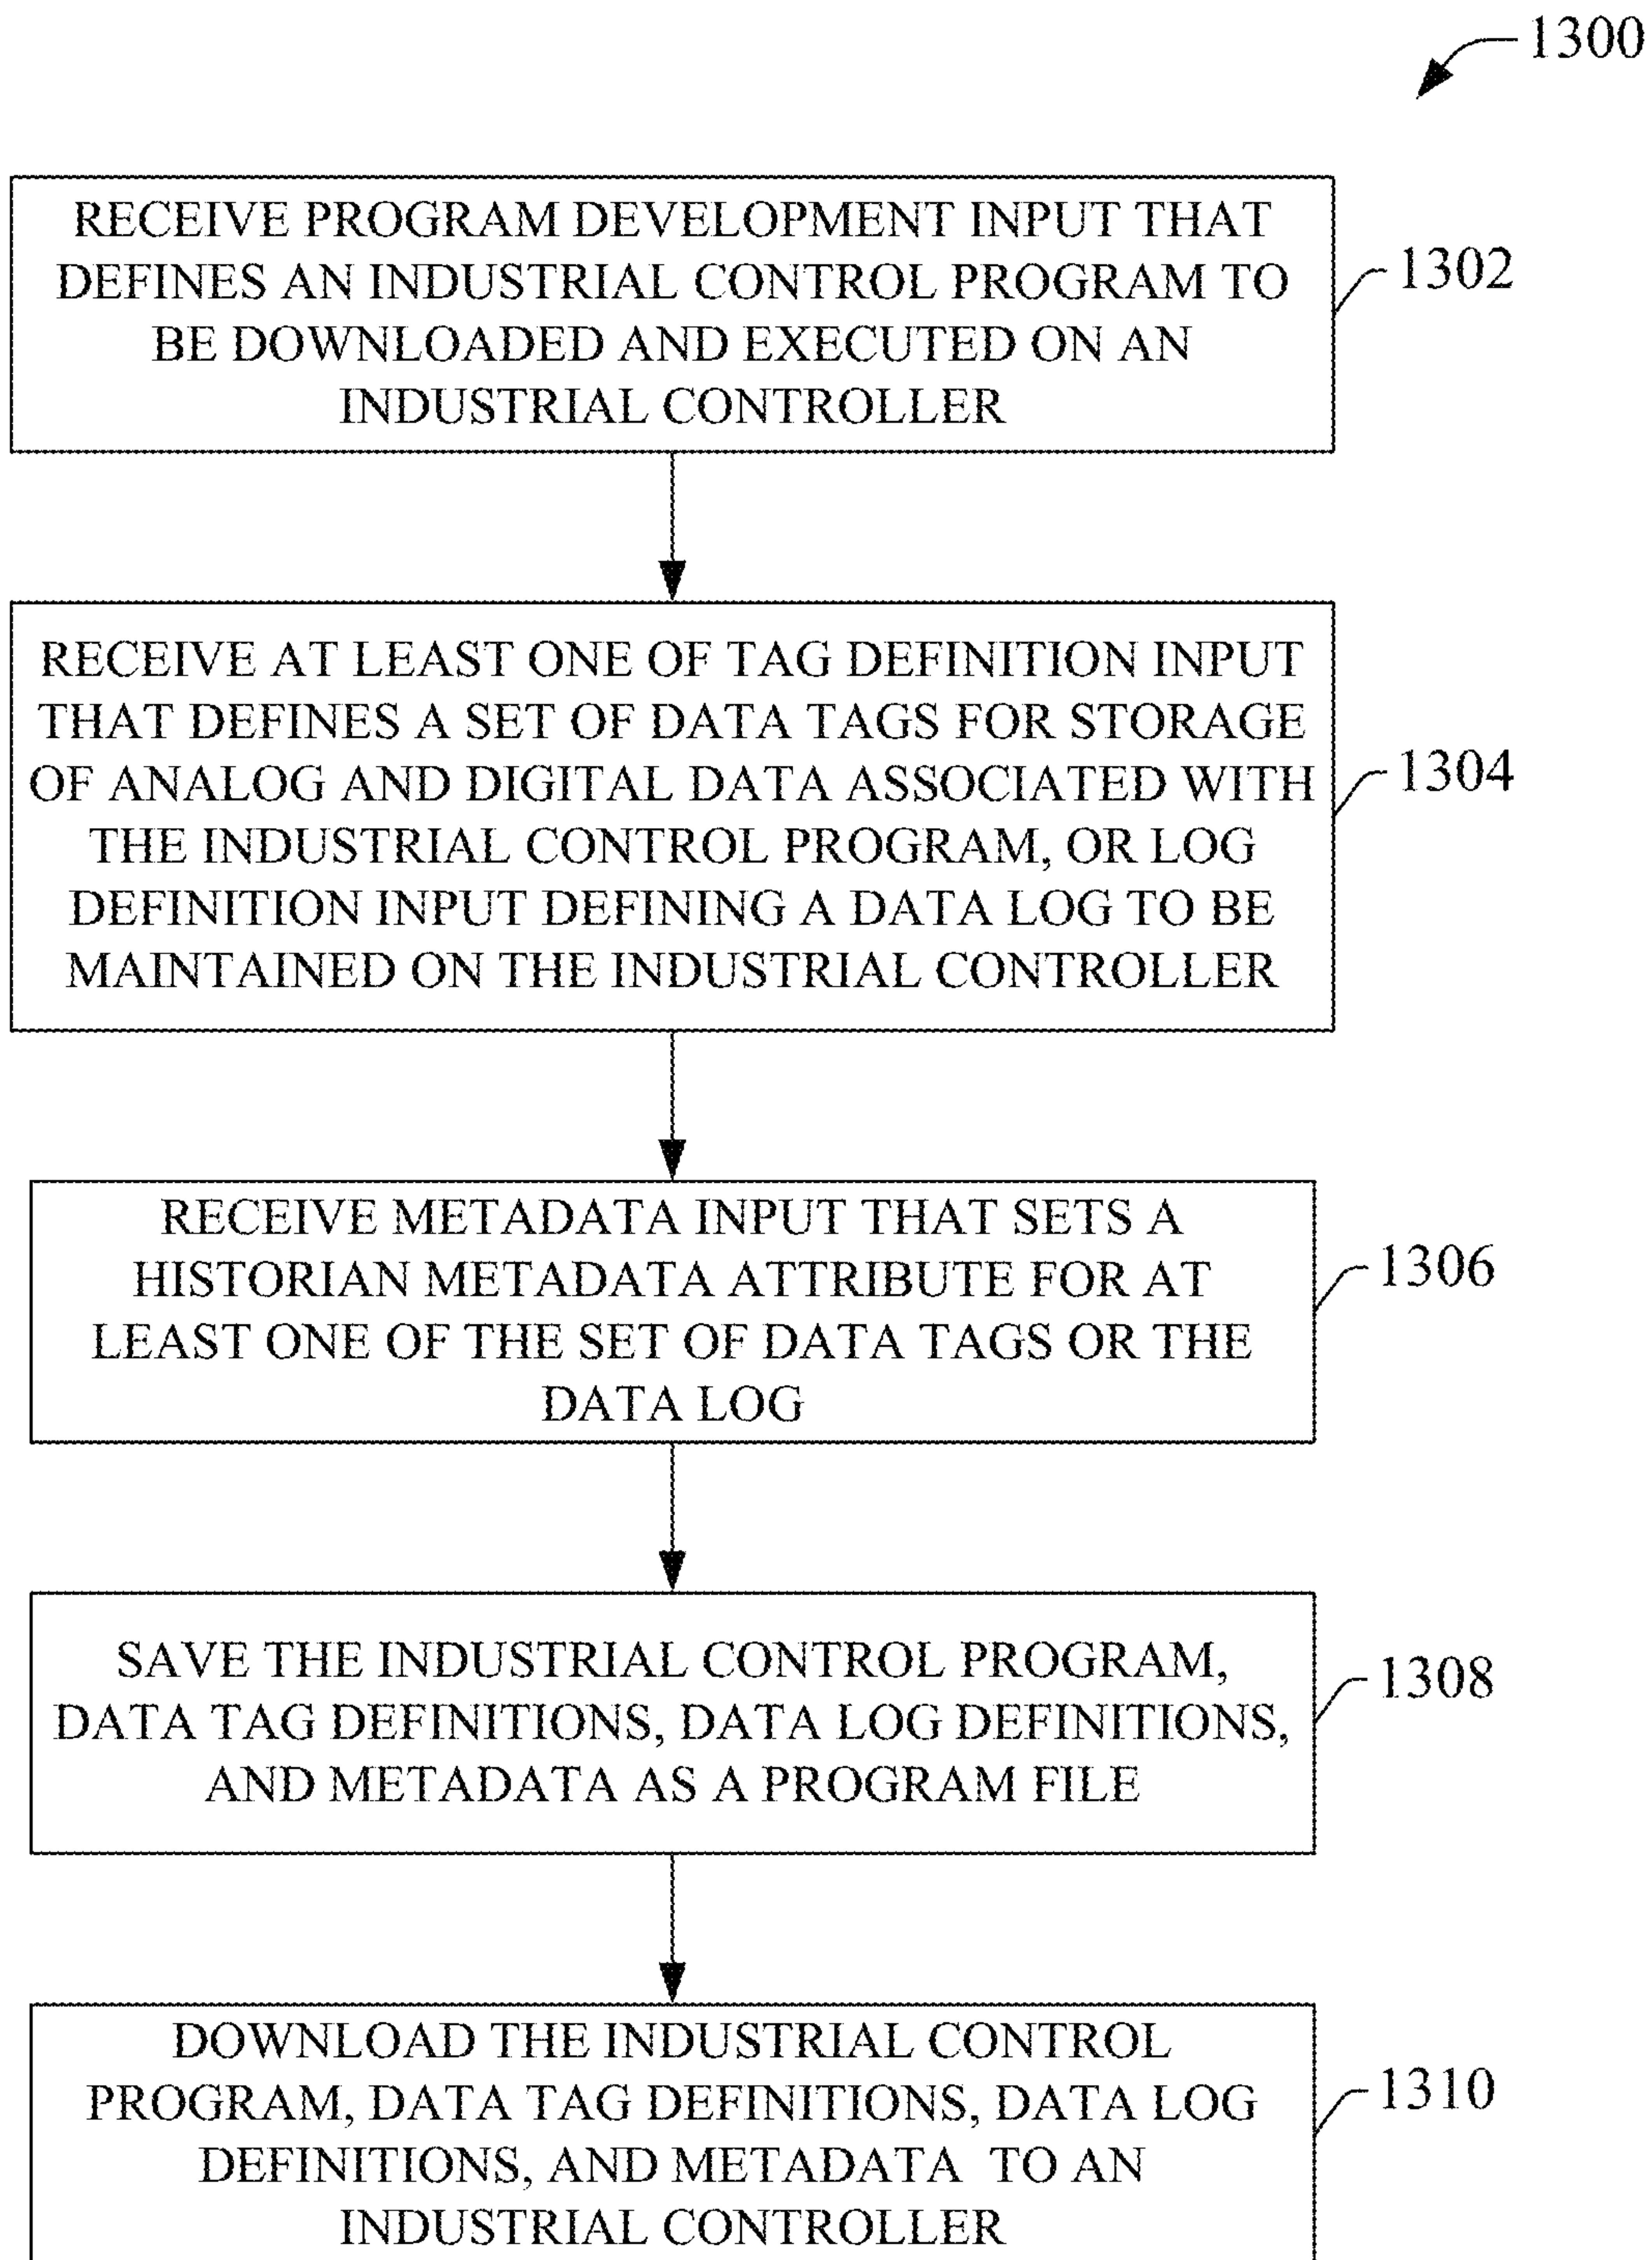 1300
RECEIVE PROGRAM DEVELOPMENT INPUT THAT
DEFINES AN INDUSTRIAL CONTROL PROGRAM TO
BE DOWNLOADED AND EXECUTED ON AN
INDUSTRIAL CONTROLLER
1302
RECEIVE AT LEAST ONE OF TAG DEFINITION INPUT
THAT DEFINES A SET OF DATA TAGS FOR STORAGE
OF ANALOG AND DIGITAL DATA ASSOCIATED WITH
THE INDUSTRIAL CONTROL PROGRAM, OR LOG
DEFINITION INPUT DEFINING A DATA LOG TO BE
MAINTAINED ON THE INDUSTRIAL CONTROLLER
1304
RECEIVE METADATA INPUT THAT SETS A
HISTORIAN METADATA ATTRIBUTE FOR AT
LEAST ONE OF THE SET OF DATA TAGS OR THE
DATA LOG
1306
SAVE THE INDUSTRIAL CONTROL PROGRAM,
DATA TAG DEFINITIONS, DATA LOG DEFINITIONS,
AND METADATA AS A PROGRAM FILE
1308
DOWNLOAD THE INDUSTRIAL CONTROL
PROGRAM, DATA TAG DEFINITIONS, DATA LOG
DEFINITIONS, AND METADATA TO AN
INDUSTRIAL CONTROLLER
1310